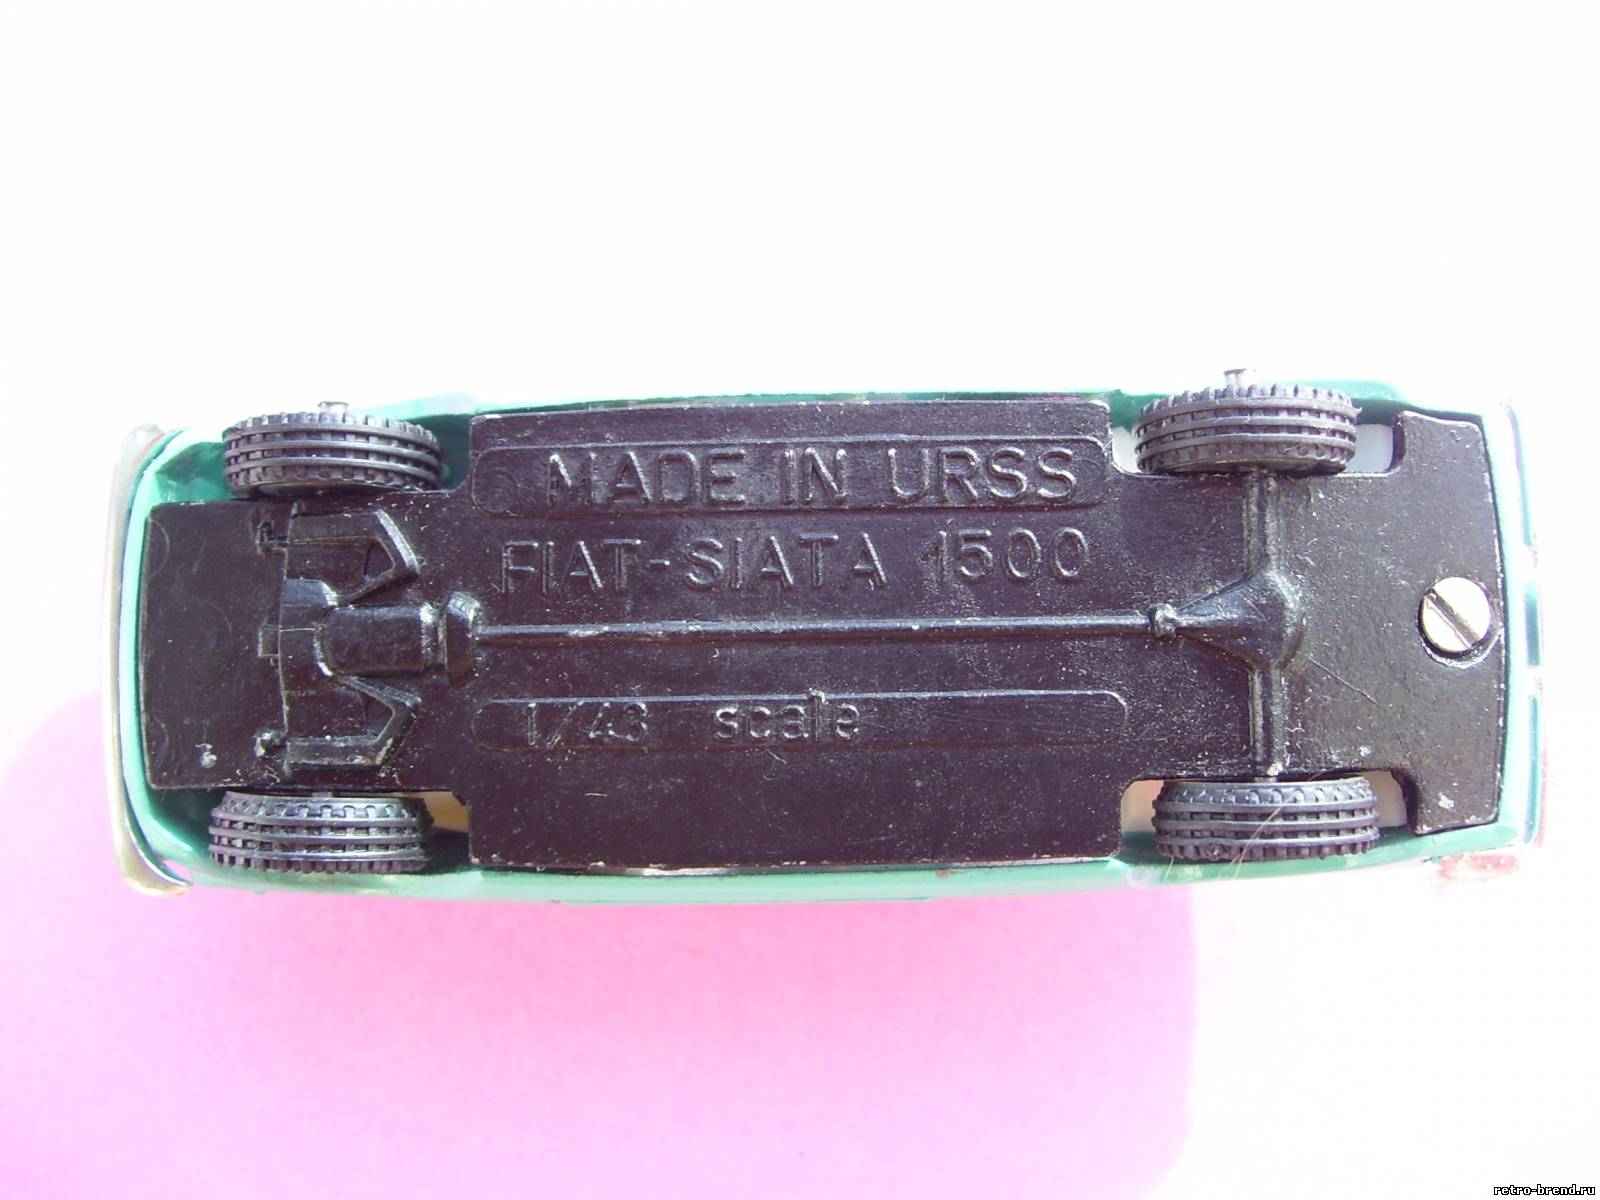 MADE IN URSS
FIAT-SIATA 1500
1/43 scale
retro-brend.ru